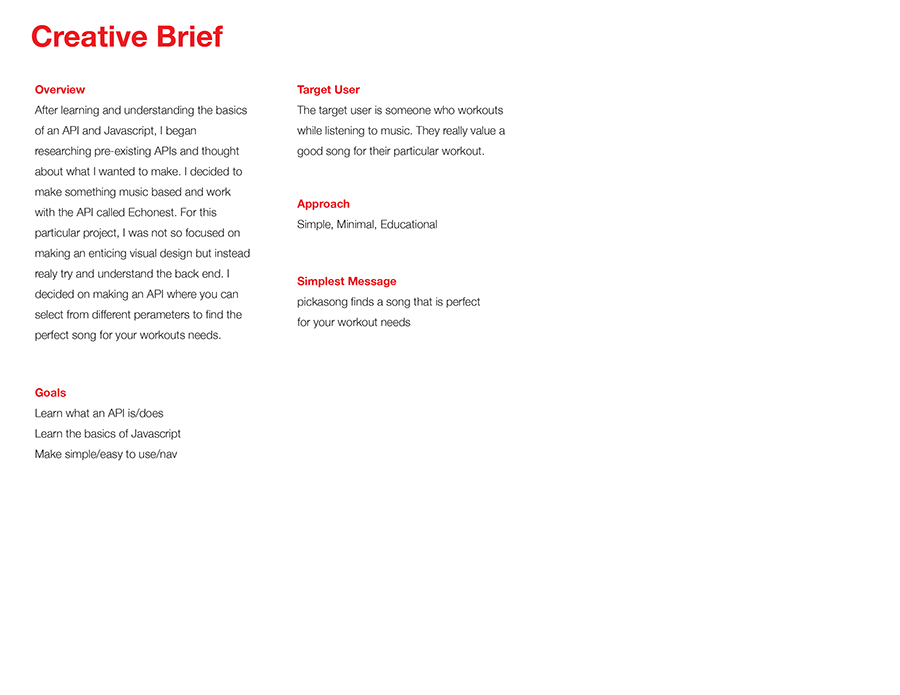 Creative Brief
Overview
After learning and understanding the basics
of an API and Javascript, I began
researching pre-existing APIs and thought
about what I wanted to make. I decided to
make something music based and work
with the API called Echonest. For this
particular project, I was not so focused on
making an enticing visual design but instead
realy try and understand the back end. I
decided on making an API where you can
select from different perameters to find the
perfect song for your workouts needs.
Goals
Learn what an API is/does
Learn the basics of Javascript
Make simple/easy to use/nav
Target User
The target user is someone who workouts
while listening to music. They really value a
good song for their particular workout.
Approach
Simple, Minimal, Educational
Simplest Message
pickasong finds a song that is perfect
for your workout needs